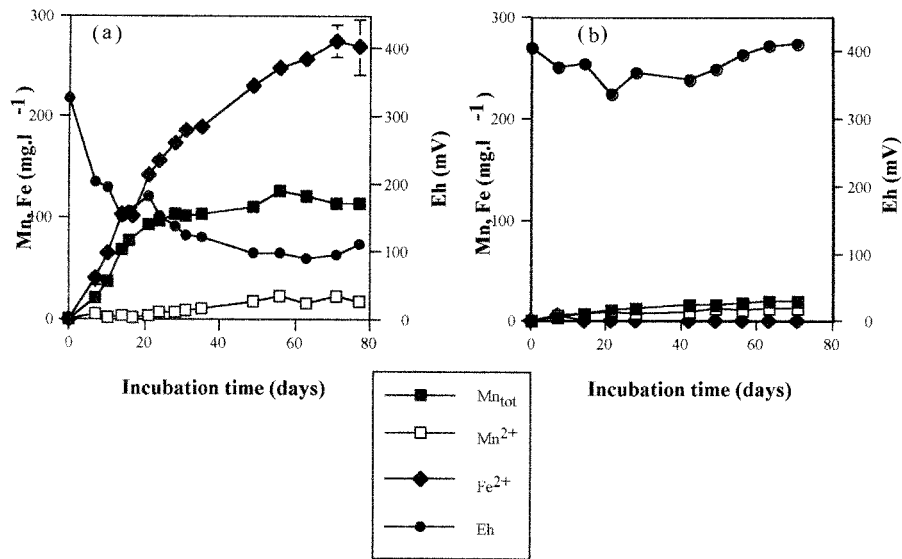 (a)
300
200
100
0
Mn, Fe (mg.l -1)
400
300
200
100
0
Eh (mV)
0 20 40 60 80
Incubation time (days)
(b)
300
200
100
0
Mn, Fe (mg.l -1)
400
300
200
100
0
Eh (mV)
0 20 40 60 80
Incubation time (days)
Mntot
Mn2+
Fe2+
Eh